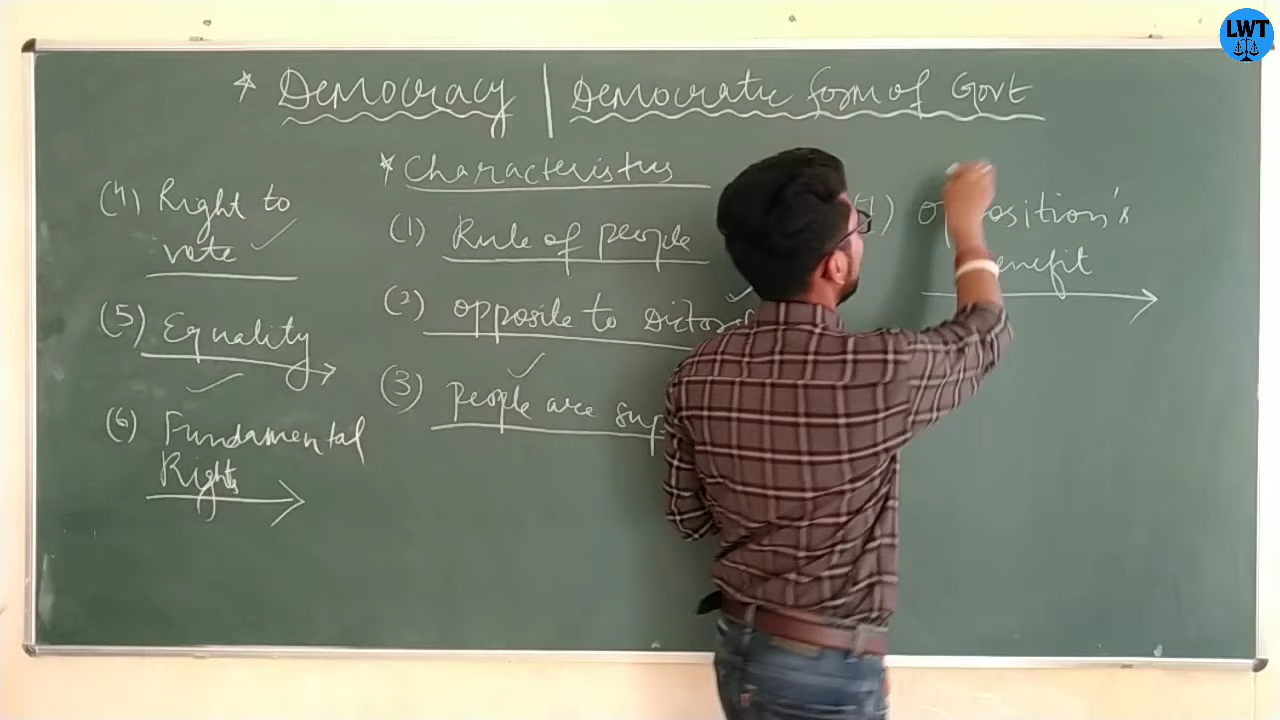 LWT
* Democracy | Democratic form of Govt
* Characteristics
(1) Rule of people
(2) opposite to
(3) People are
(4) Right to
vote ✓
(5) Equality
(6) Fundamental
Rights
opposition's